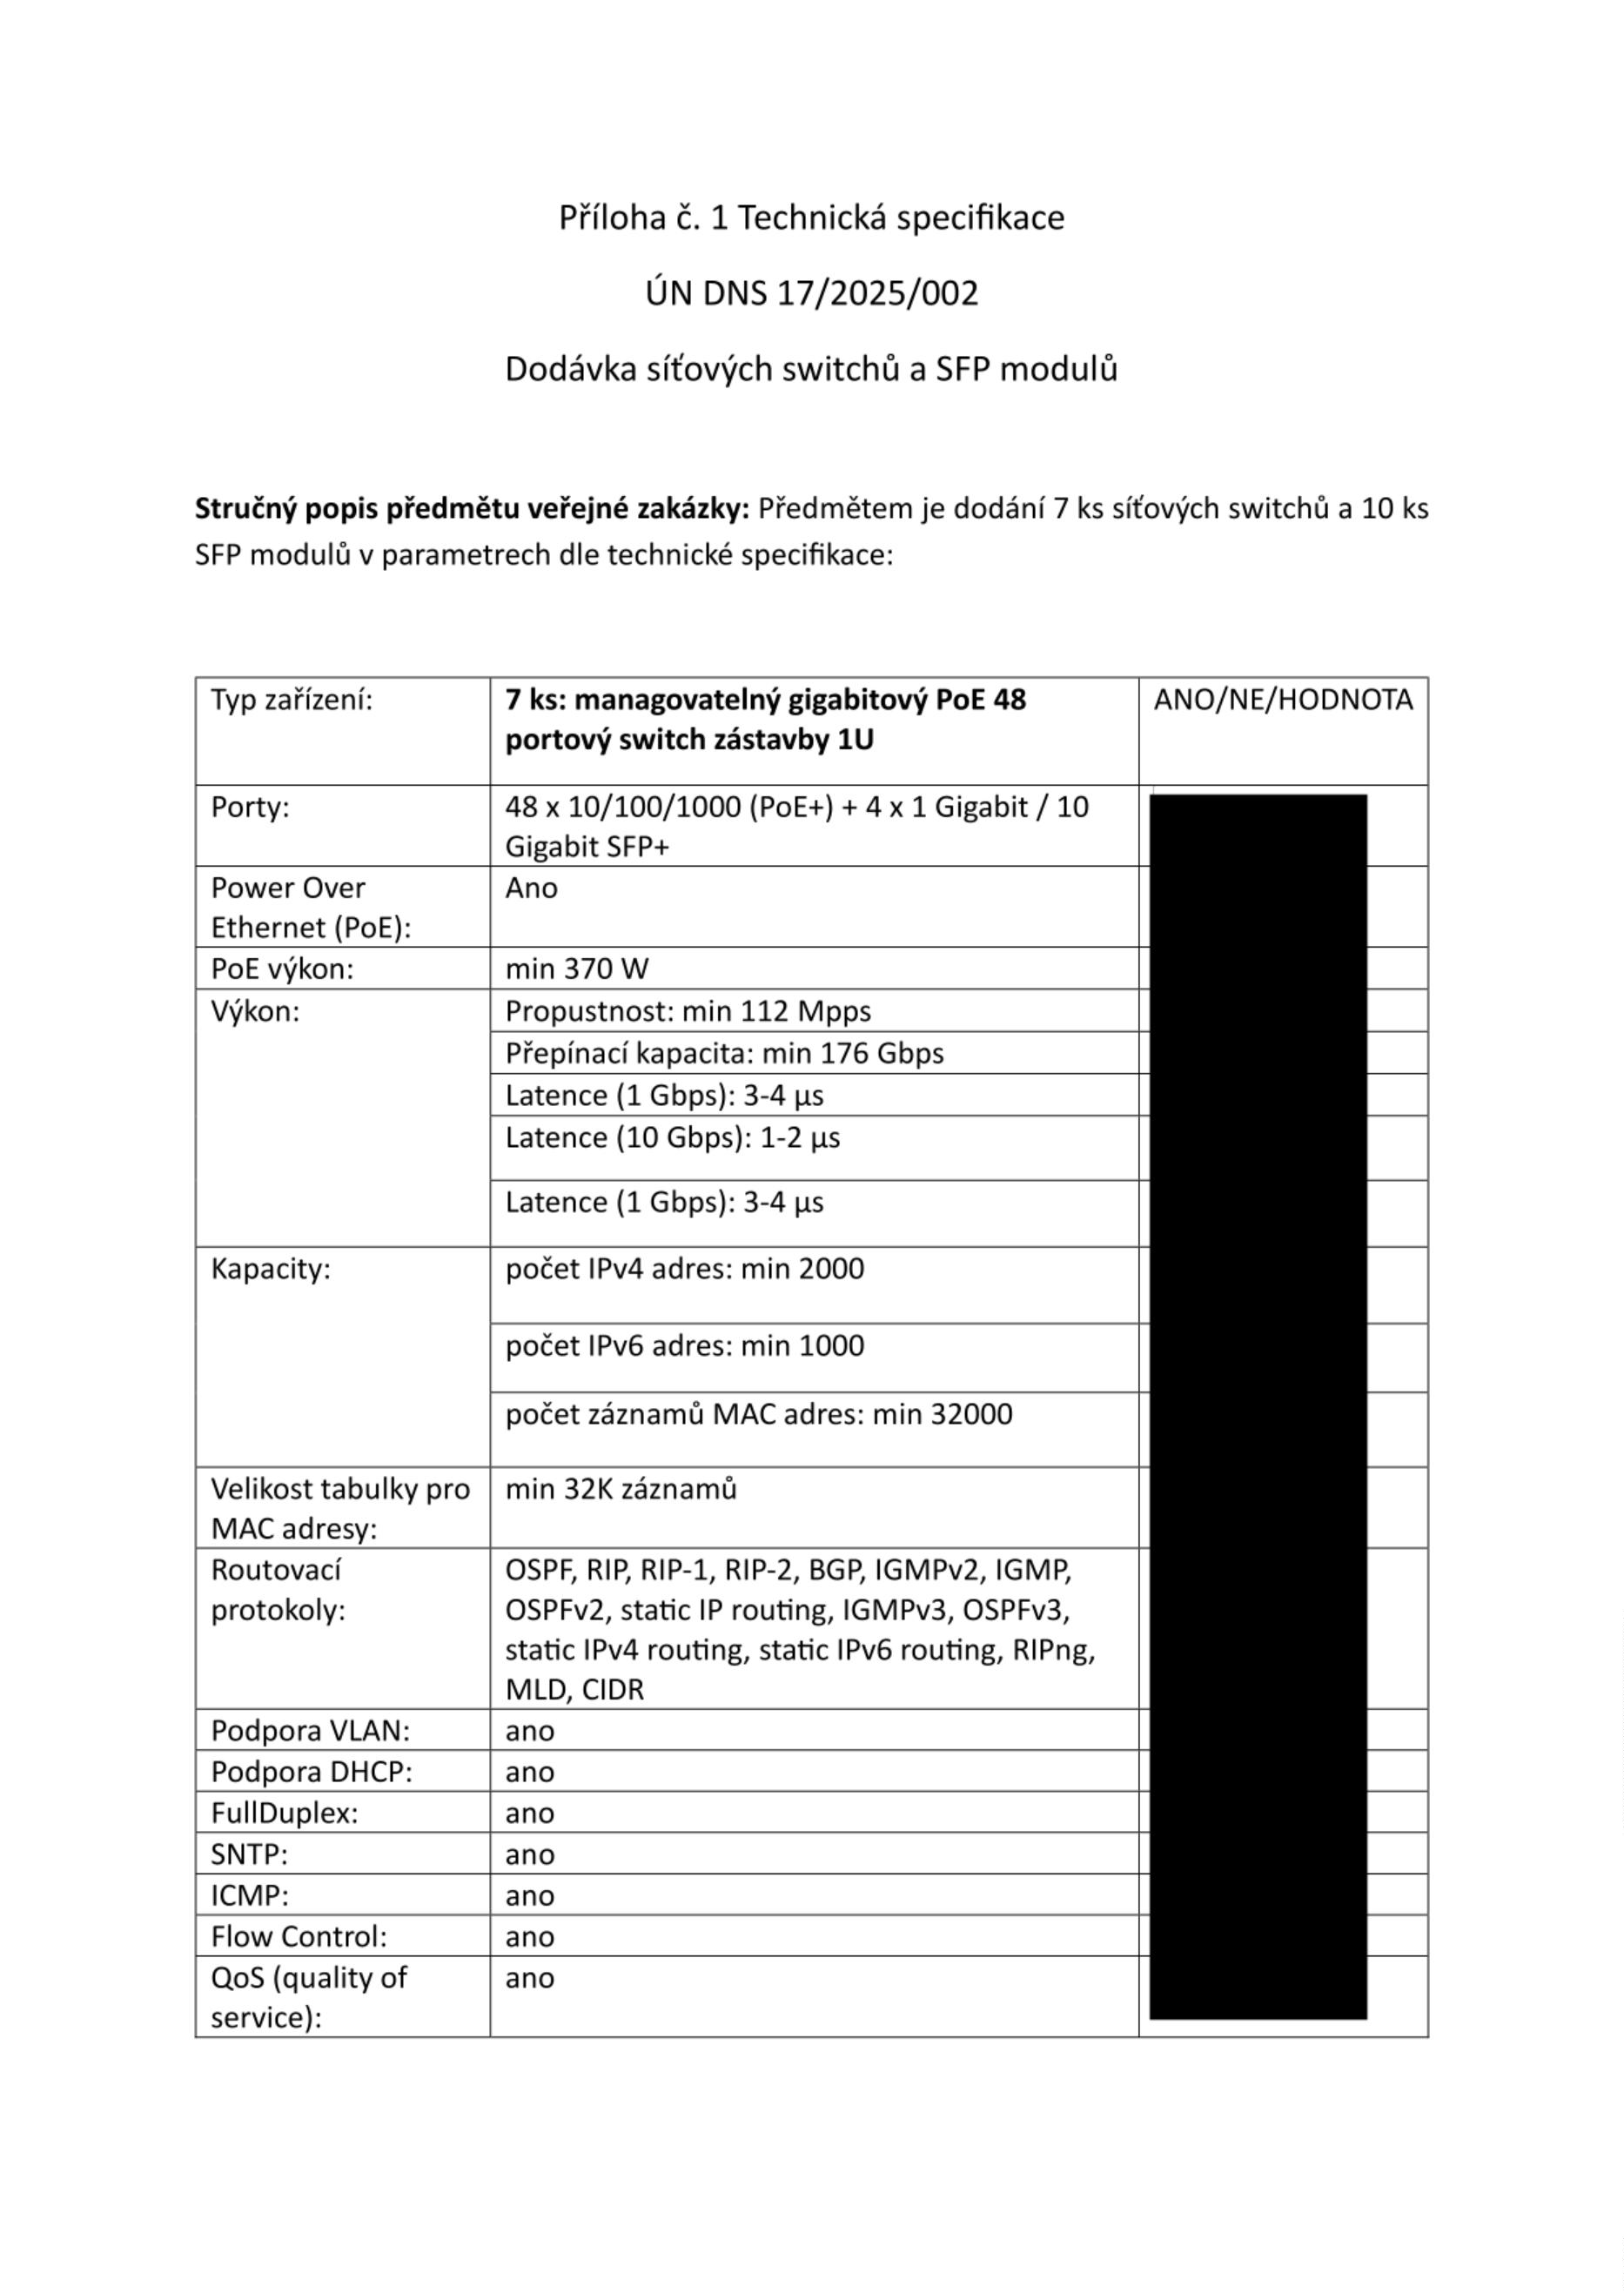 Příloha č. 1 Technická specifikace
ÚN DNS 17/2025/002
Dodávka síťových switchů a SFP modulů
Stručný popis předmětu veřejné zakázky: Předmětem je dodání 7 ks síťových switchů a 10 ks
SFP modulů v parametrech dle technické specifikace:
Typ zařízení:
7 ks: managovatelný gigabitový PoE 48
portový switch zástavby 1U
ANO/NE/HODNOTA
Porty:
48 x 10/100/1000 (PoE+) + 4 x 1 Gigabit / 10
Gigabit SFP+
Power Over
Ethernet (PoE):
Ano
PoE výkon:
min 370 W
Výkon:
Propustnost: min 112 Mpps
Přepínací kapacita: min 176 Gbps
Latence (1 Gbps): 3-4 µs
Latence (10 Gbps): 1-2 µs
Latence (1 Gbps): 3-4 µs
Kapacity:
počet IPv4 adres: min 2000
počet IPv6 adres: min 1000
počet záznamů MAC adres: min 32000
Velikost tabulky pro
MAC adresy:
min 32K záznamů
Routovací
protokoly:
OSPF, RIP, RIP-1, RIP-2, BGP, IGMPv2, IGMP,
OSPFv2, static IP routing, IGMPv3, OSPFv3,
static IPv4 routing, static IPv6 routing, RIPng,
MLD, CIDR
Podpora VLAN:
ano
Podpora DHCP:
ano
FullDuplex:
ano
SNTP:
ano
ICMP:
ano
Flow Control:
ano
QoS (quality of
service):
ano